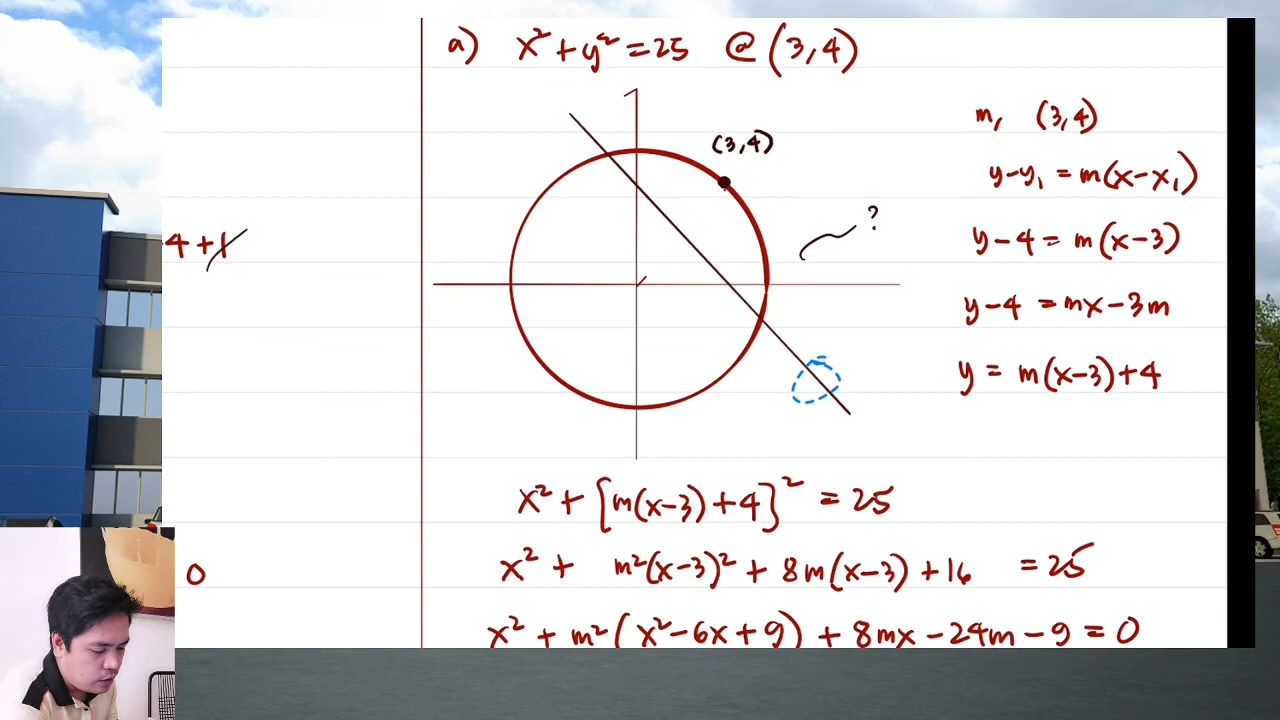 a) x² + y² = 25 @ (3,4)
m, (3,4)
(3,4)
y-y₁ = m(x-x₁)
?
4 + 1
y-4 = m(x-3)
y-4 = mx-3m
y = m(x-3)+4
x² + [m(x-3)+4]² = 25
x² + m²(x-3)² + 8m(x-3) + 16 = 25
0
x² + m²(x²-6x+9) + 8mx - 24m - 9 = 0